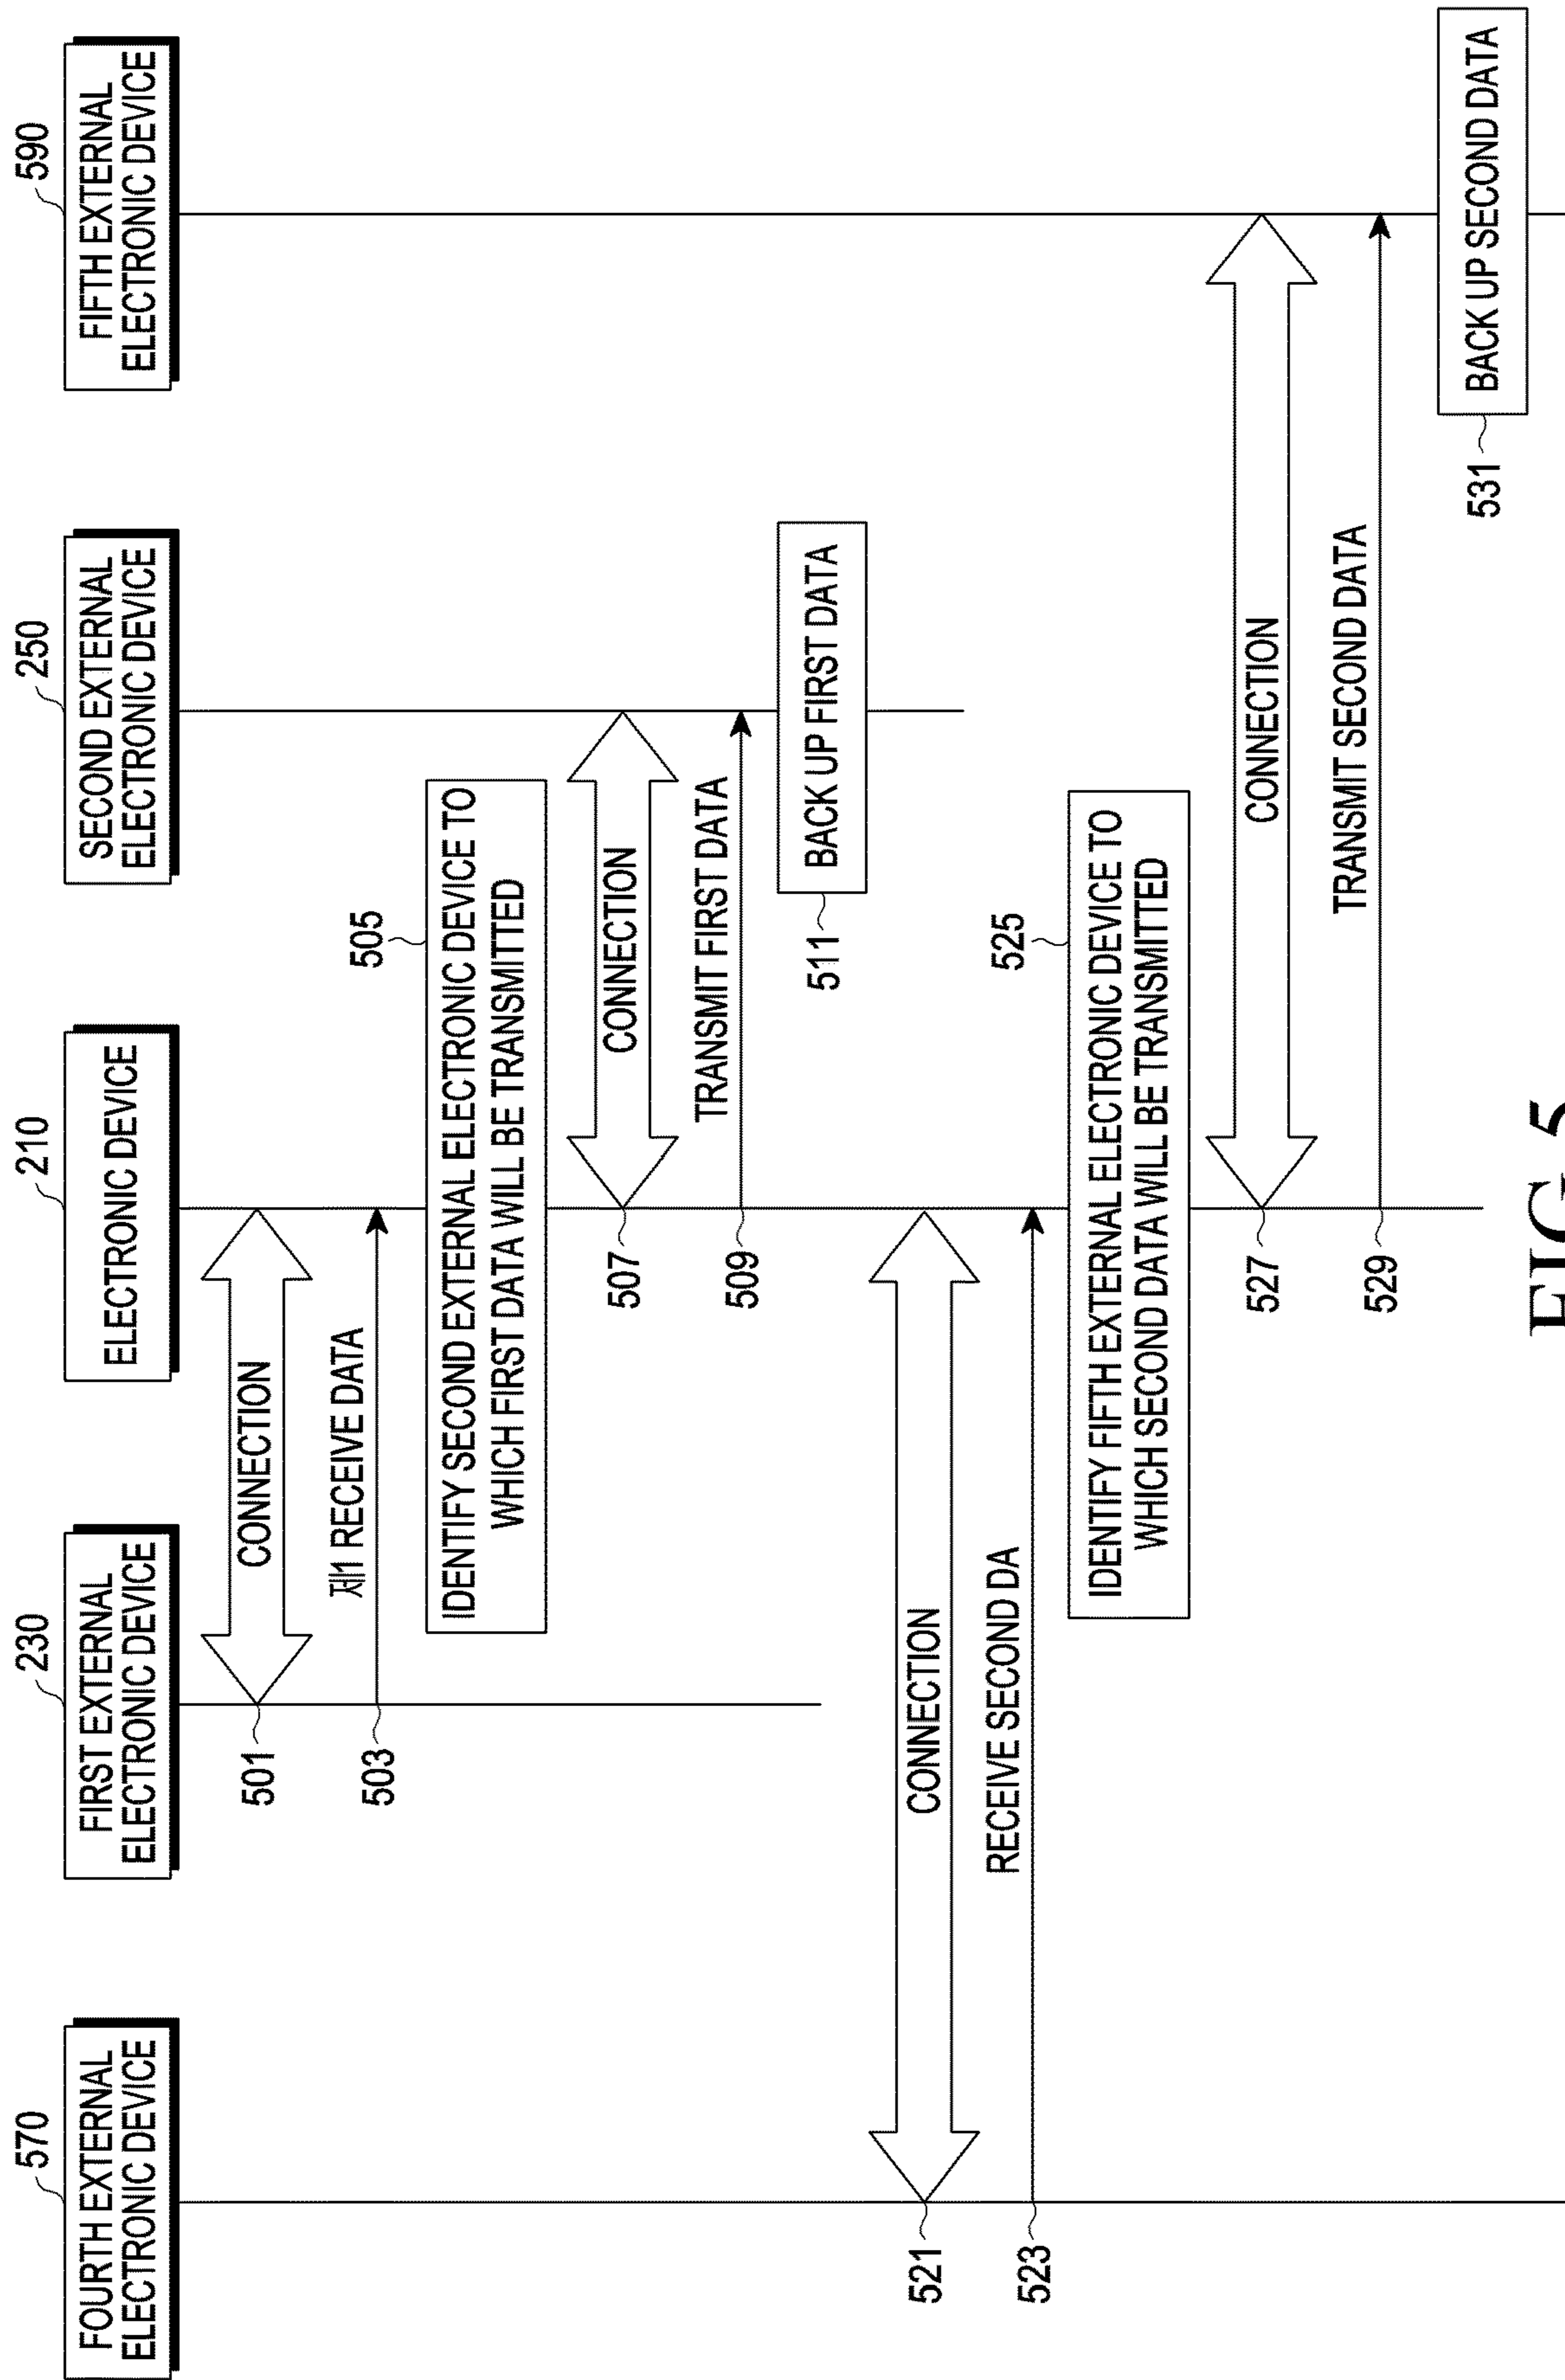 570
230
210
250
590
FOURTH EXTERNAL
ELECTRONIC DEVICE
FIRST EXTERNAL
ELECTRONIC DEVICE
ELECTRONIC DEVICE
SECOND EXTERNAL
ELECTRONIC DEVICE
FIFTH EXTERNAL
ELECTRONIC DEVICE
501
CONNECTION
제1 RECEIVE DATA
503
505
IDENTIFY SECOND EXTERNAL ELECTRONIC DEVICE TO
WHICH FIRST DATA WILL BE TRANSMITTED
CONNECTION
507
TRANSMIT FIRST DATA
509
511
BACK UP FIRST DATA
CONNECTION
521
RECEIVE SECOND DA
523
525
IDENTIFY FIFTH EXTERNAL ELECTRONIC DEVICE TO
WHICH SECOND DATA WILL BE TRANSMITTED
CONNECTION
527
TRANSMIT SECOND DATA
529
531
BACK UP SECOND DATA
FIG.5